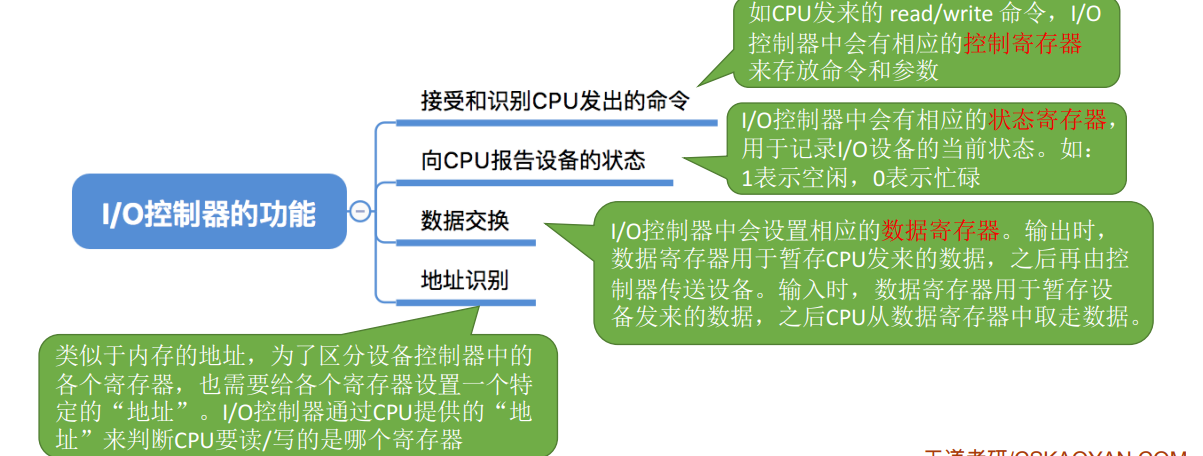 如CPU发来的 read/write 命令，I/O
控制器中会有相应的控制寄存器
来存放命令和参数
接受和识别CPU发出的命令
I/O控制器中会有相应的状态寄存器，
用于记录I/O设备的当前状态。如：
1表示空闲，0表示忙碌
向CPU报告设备的状态
I/O控制器的功能
数据交换
I/O控制器中会设置相应的数据寄存器。输出时，
数据寄存器用于暂存CPU发来的数据，之后再由控
制器传送设备。输入时，数据寄存器用于暂存设
备发来的数据，之后CPU从数据寄存器中取走数据。
地址识别
类似于内存的地址，为了区分设备控制器中的
各个寄存器，也需要给各个寄存器设置一个特
定的“地址”。I/O控制器通过CPU提供的“地
址”来判断CPU要读/写的是哪个寄存器
王道考研/CSKAOYAN.COM